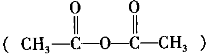 O O
( CH₃—C—O—C—CH₃ )